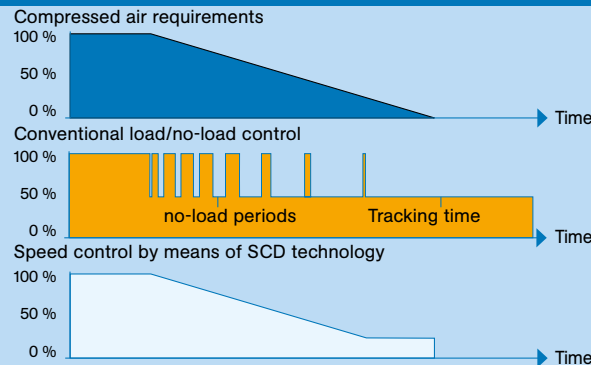 Compressed air requirements
100 %
50 %
0 %
Time
Conventional load/no-load control
100 %
50 %
no-load periods
Tracking time
0 %
Time
Speed control by means of SCD technology
100 %
50 %
0 %
Time